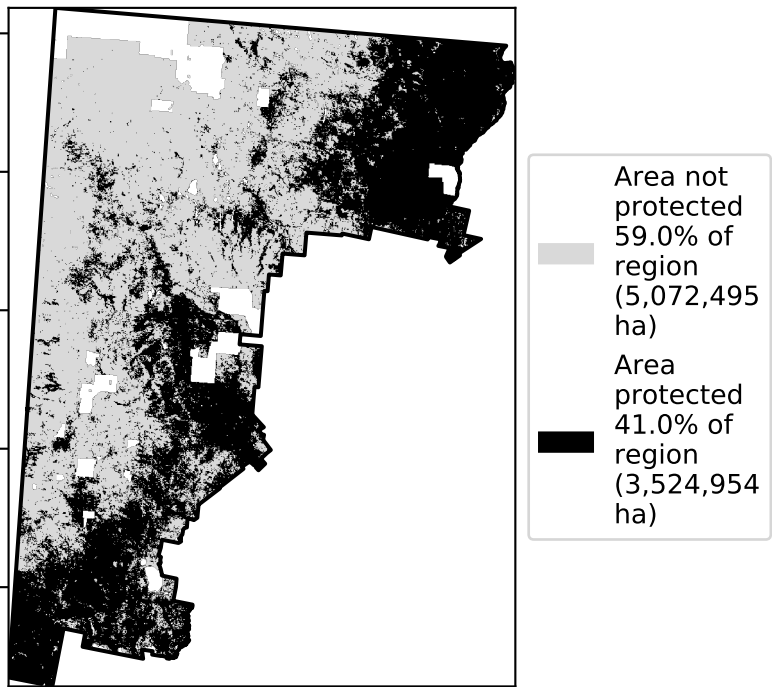 Area not
protected
59.0% of
region
(5,072,495
ha)
Area
protected
41.0% of
region
(3,524,954
ha)